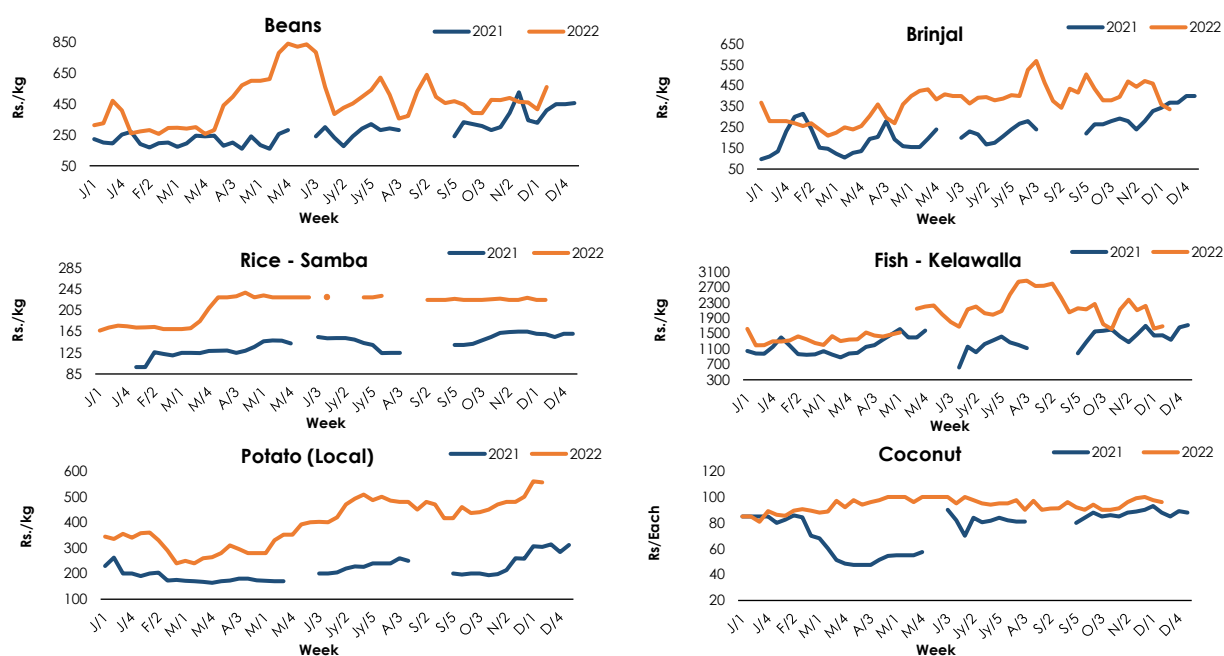 Beans
2021 2022
Rs./kg
850
650
450
250
50
J/1 J/4 F/2 M/1 M/4 A/3 M/1 M/4 J/3 Jy/2 Jy/5 A/3 S/2 S/5 O/3 N/2 D/1 D/4
Week
Brinjal
2021 2022
Rs./kg
650
550
450
350
250
150
50
J/1 J/4 F/2 M/1 M/4 A/3 M/1 M/4 J/3 Jy/2 Jy/5 A/3 S/2 S/5 O/3 N/2 D/1 D/4
Week
Rice - Samba
2021 2022
285
245
205
165
125
85
J/1 J/4 F/2 M/1 M/4 A/3 M/1 M/4 J/3 Jy/2 Jy/5 A/3 S/2 S/5 O/3 N/2 D/1 D/4
Week
Fish - Kelawalla
2021 2022
3100
2700
2300
1900
1500
1100
700
300
J/1 J/4 F/2 M/1 M/4 A/3 M/1 M/4 J/3 Jy/2 Jy/5 A/3 S/2 S/5 O/3 N/2 D/1 D/4
Week
Potato (Local)
2021 2022
Rs./kg
600
500
400
300
200
100
J/1 J/4 F/2 M/1 M/4 A/3 M/1 M/4 J/3 Jy/2 Jy/5 A/3 S/2 S/5 O/3 N/2 D/1 D/4
Week
Coconut
2021 2022
Rs/Each
120
100
80
60
40
20
J/1 J/4 F/2 M/1 M/4 A/3 M/1 M/4 J/3 Jy/2 Jy/5 A/3 S/2 S/5 O/3 N/2 D/1 D/4
Week